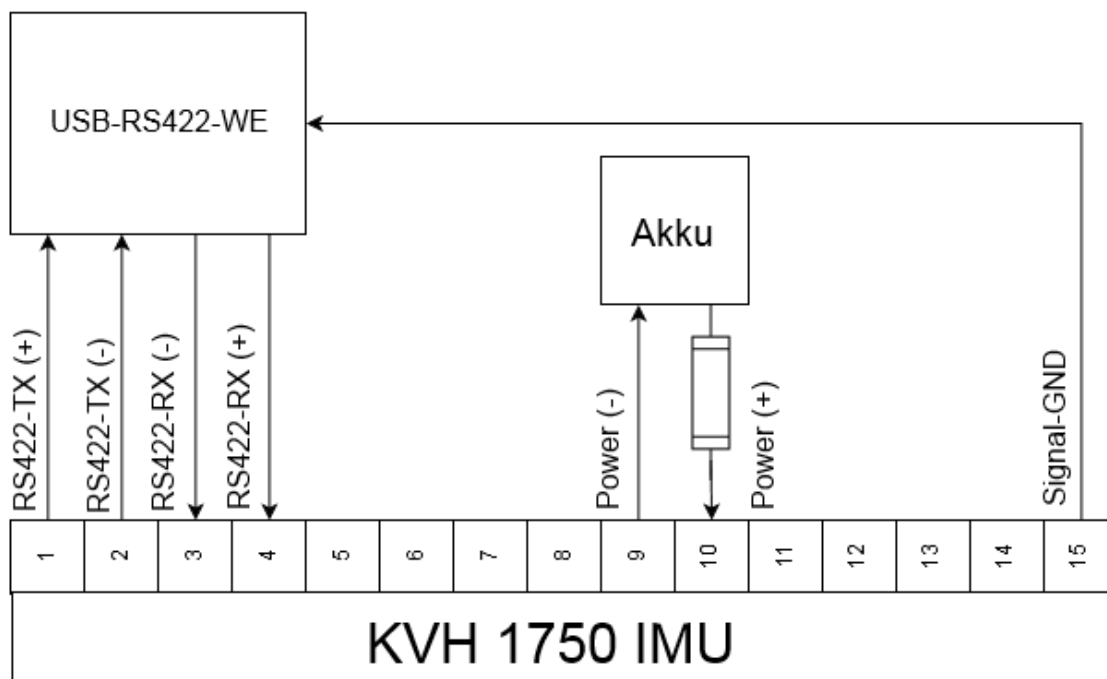 USB-RS422-WE
Akku
RS422-TX (+)
RS422-TX (-)
RS422-RX (-)
RS422-RX (+)
Power (-)
Power (+)
Signal-GND
1 2 3 4 5 6 7 8 9 10 11 12 13 14 15
KVH 1750 IMU